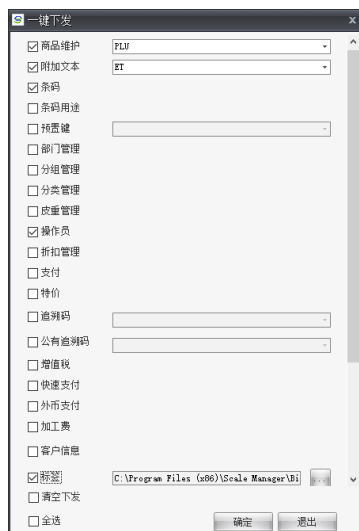 一键下发
商品维护 PLU
附加文本 ET
条码
条码用途
预置键
部门管理
分组管理
分类管理
皮重管理
操作员
折扣管理
支付
特价
追溯码
公有追溯码
增值税
快速支付
外币支付
加工费
客户信息
标签 C:\Program Files (x86)\Scale Manager\Bi ...
清空下发
全选 确定 退出